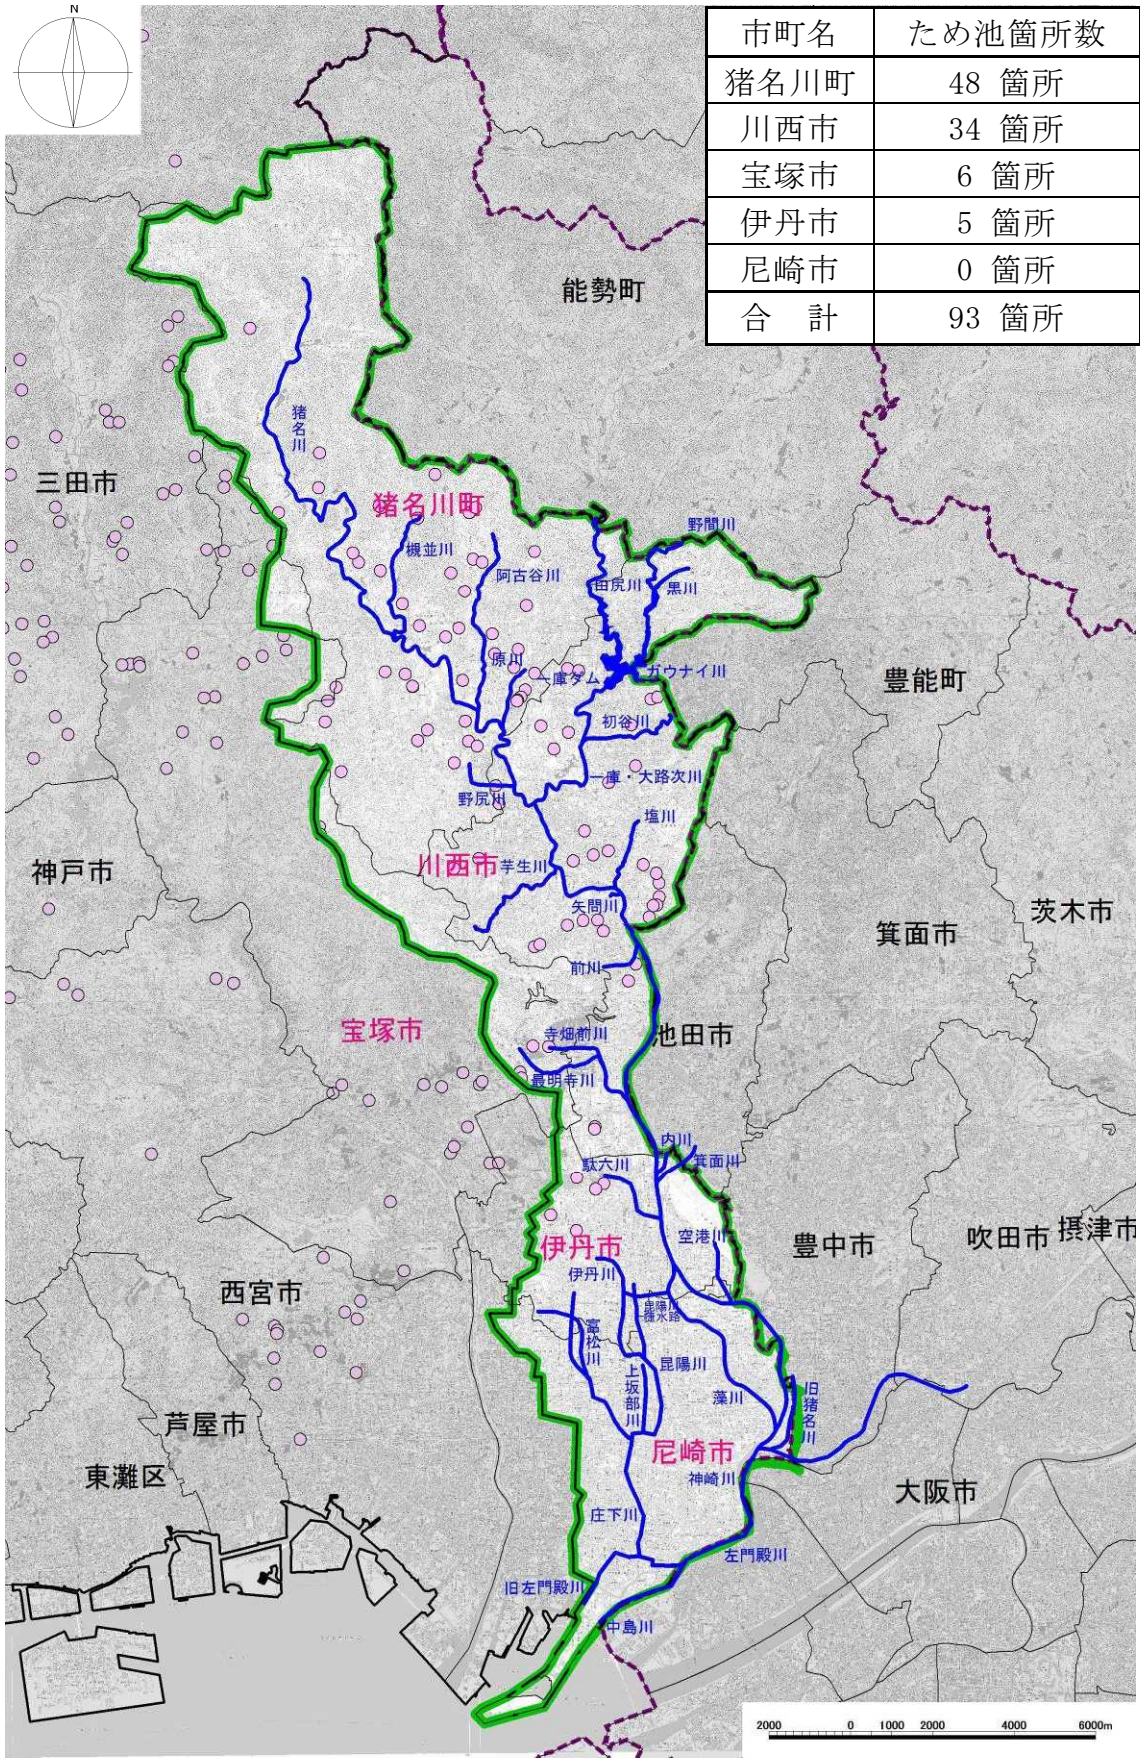 N
市町名 ため池箇所数
猪名川町 48 箇所
川西市 34 箇所
宝塚市 6 箇所
伊丹市 5 箇所
尼崎市 0 箇所
合 計 93 箇所
能勢町
猪名川
三田市
猪名川町
野間川
槻並川
阿古谷川
田尻川
黒川
原川
一庫ダム
ガウナイ川
豊能町
初谷川
一庫・大路次川
野尻川
塩川
神戸市
川西市
芋生川
矢問川
茨木市
箕面市
前川
宝塚市
寺畑前川
池田市
最明寺川
内川
箕面川
駄六川
空港川
伊丹市
豊中市
吹田市
摂津市
伊丹川
西宮市
昆陽川
捷水路
富松川
昆陽川
上坂部川
藻川
旧猪名川
芦屋市
尼崎市
東灘区
神崎川
大阪市
庄下川
左門殿川
旧左門殿川
中島川
2000 0 1000 2000 4000 6000m